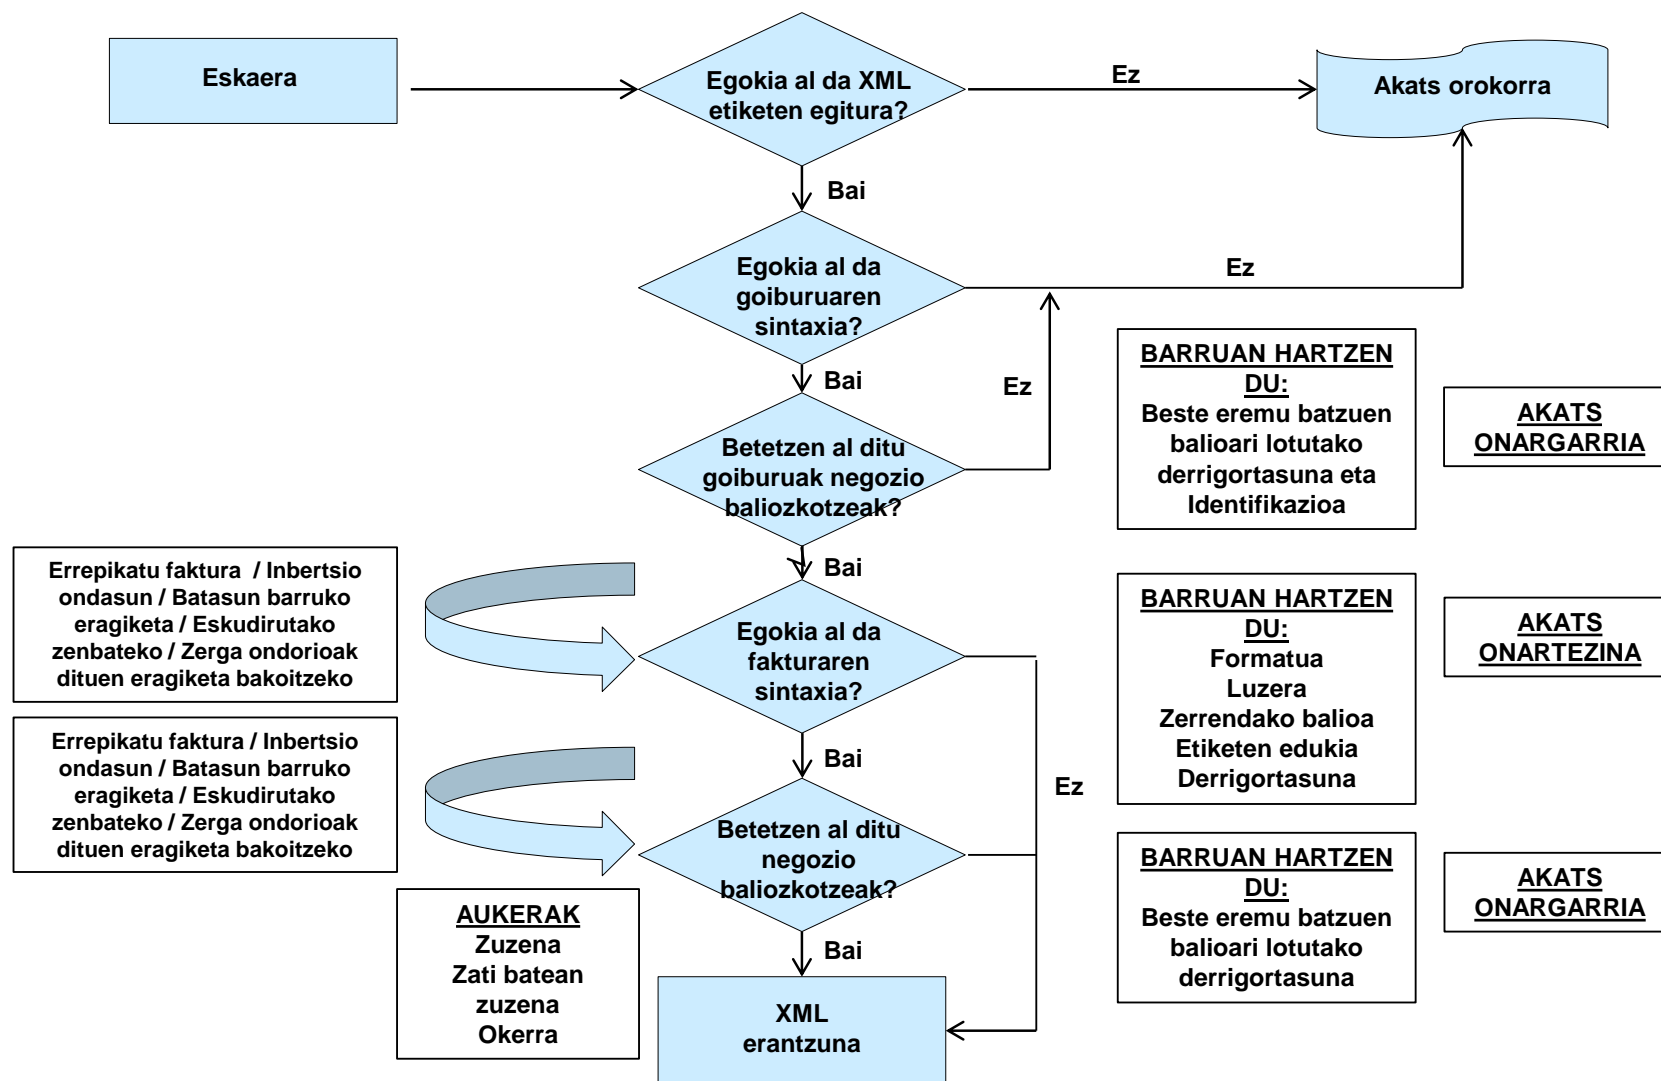 Eskaera
Egokia al da XML
etiketen egitura?
Ez
Akats orokorra
Bai
Egokia al da
goiburuaren
sintaxia?
Ez
Bai
Ez
Betetzen al ditu
goiburuak negozio
baliozkotzeak?
BARRUAN HARTZEN
DU:
Beste eremu batzuen
balioari lotutako
derrigortasuna eta
Identifikazioa
AKATS
ONARGARRIA
Bai
Errepikatu faktura / Inbertsio
ondasun / Batasun barruko
eragiketa / Eskudirutako
zenbateko / Zerga ondorioak
dituen eragiketa bakoitzeko
Egokia al da
fakturaren
sintaxia?
BARRUAN HARTZEN
DU:
Formatua
Luzera
Zerrendako balioa
Etiketen edukia
Derrigortasuna
AKATS
ONARTEZINA
Bai
Ez
Errepikatu faktura / Inbertsio
ondasun / Batasun barruko
eragiketa / Eskudirutako
zenbateko / Zerga ondorioak
dituen eragiketa bakoitzeko
Betetzen al ditu
negozio
baliozkotzeak?
BARRUAN HARTZEN
DU:
Beste eremu batzuen
balioari lotutako
derrigortasuna
AKATS
ONARGARRIA
AUKERAK
Zuzena
Zati batean
zuzena
Okerra
Bai
XML
erantzuna